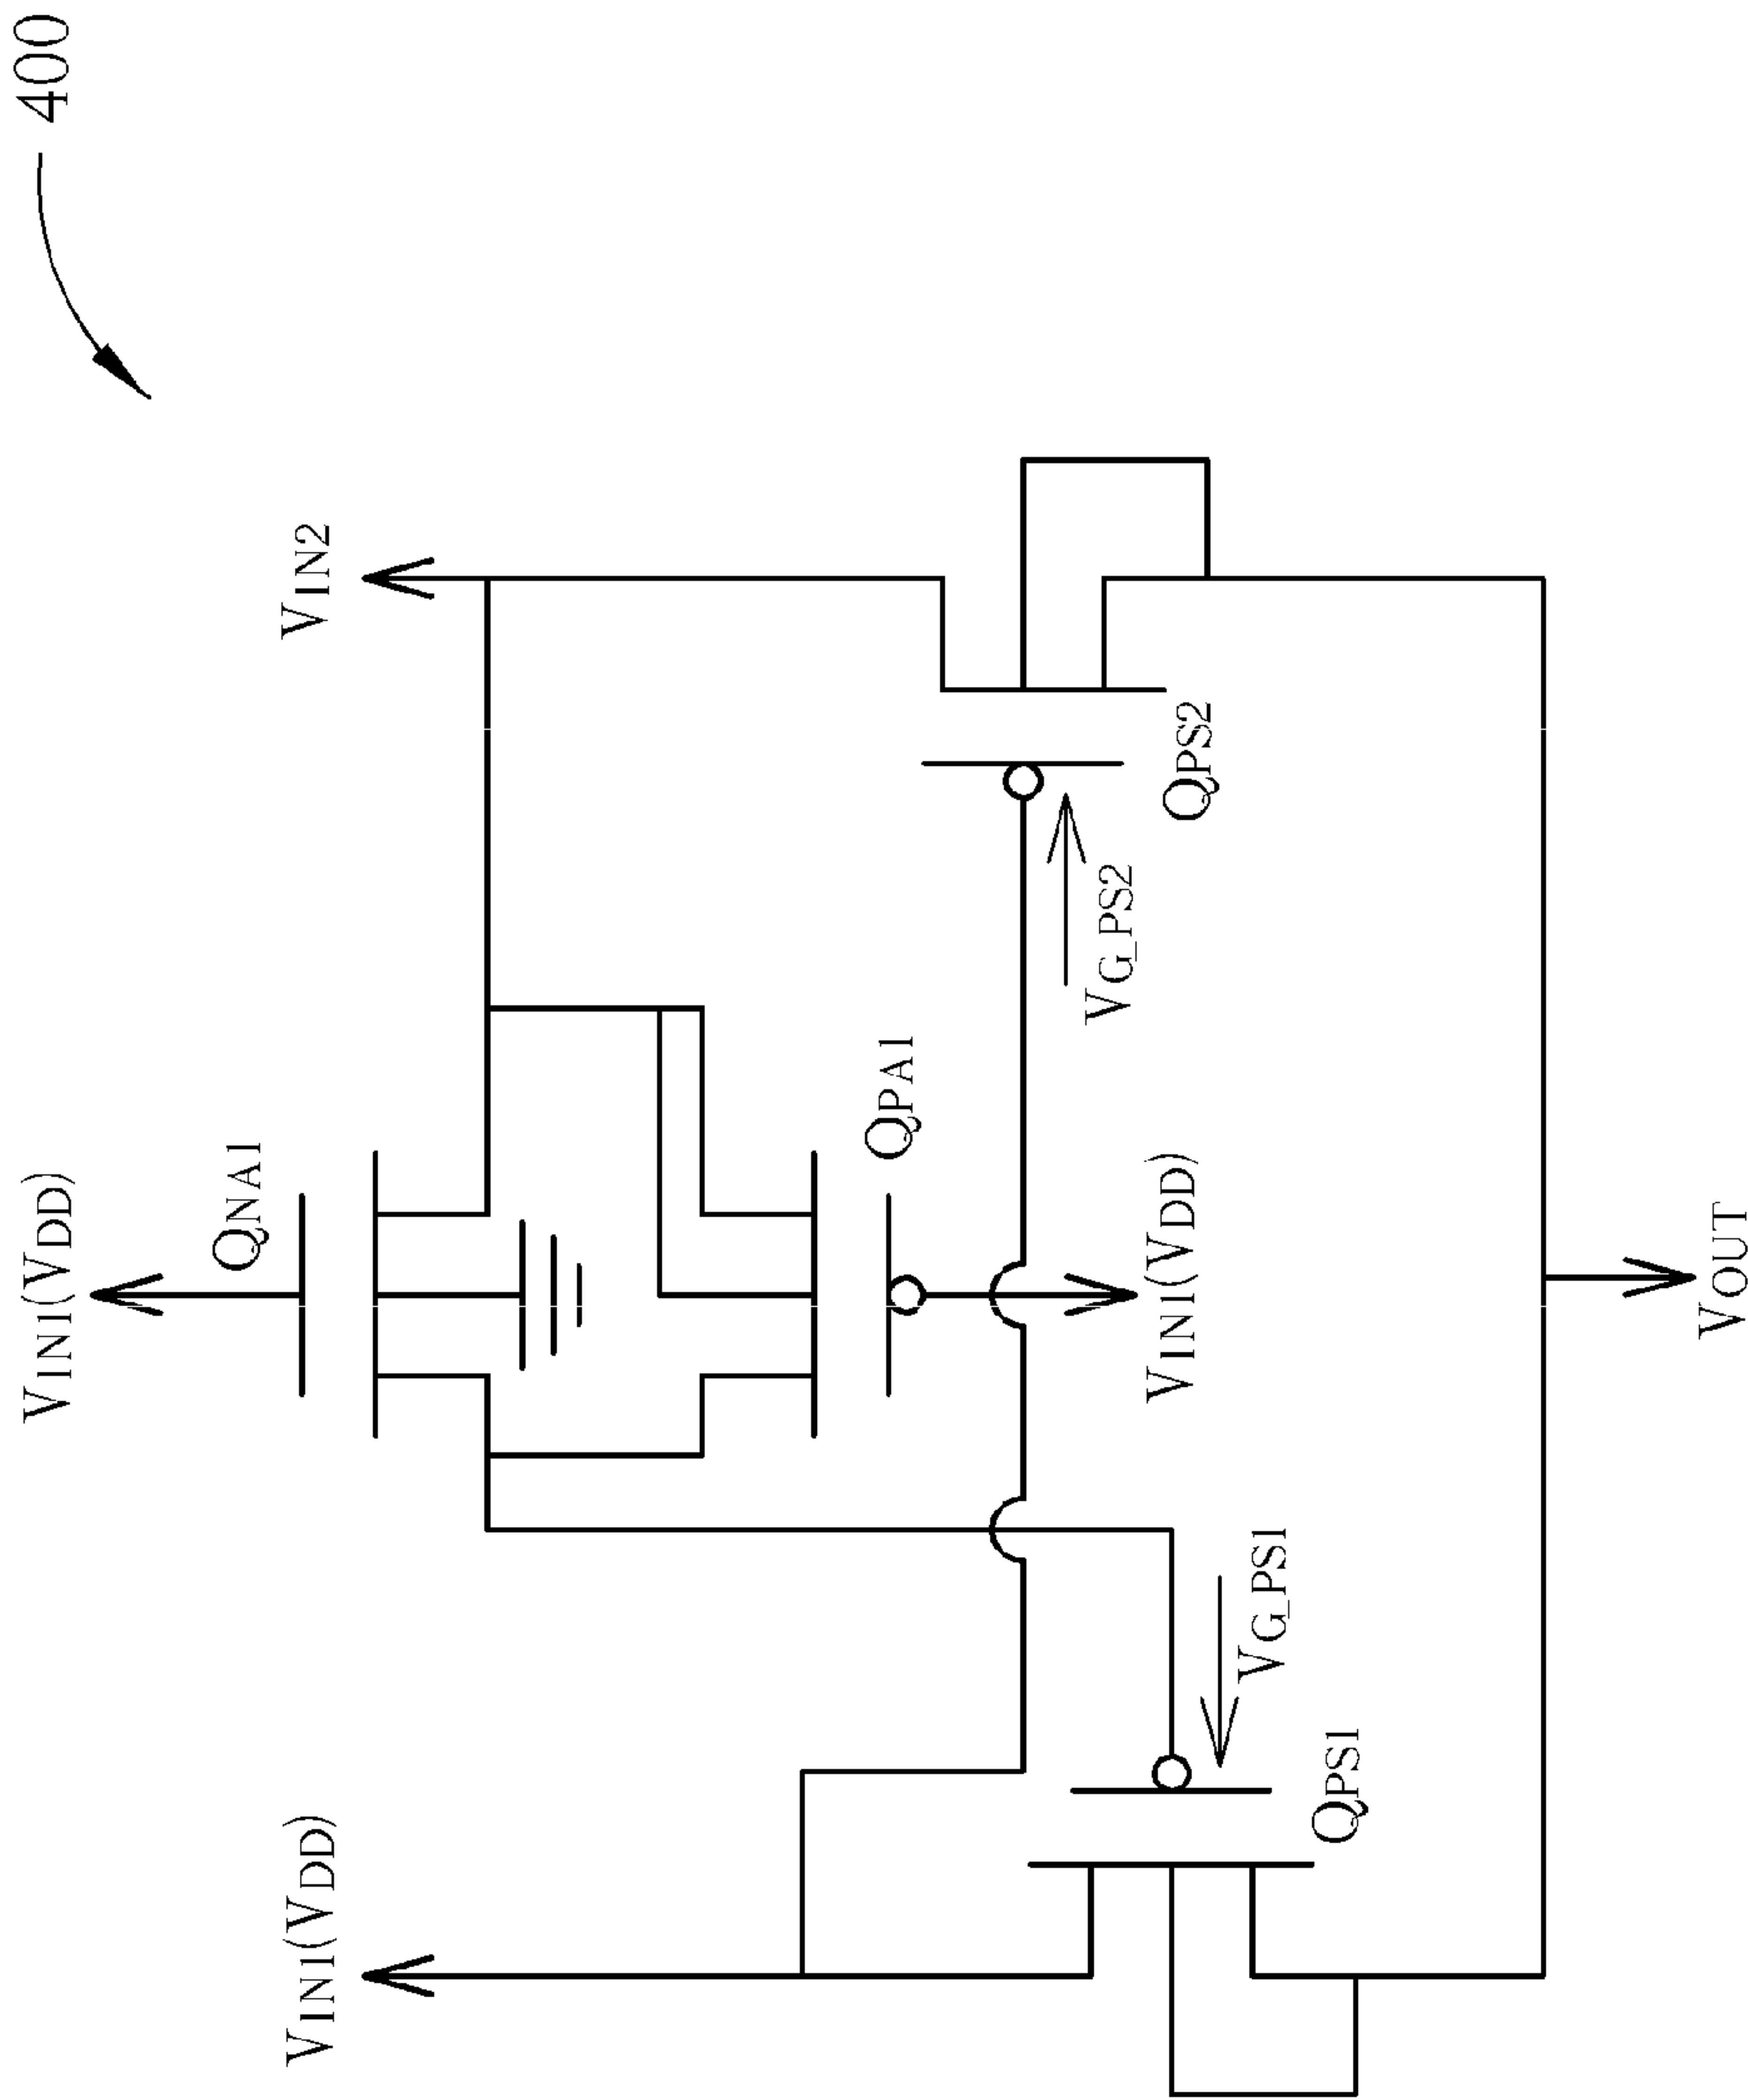 400
VIN1(VDD)
QNA1
VIN2
VIN1(VDD)
QPA1
VIN1(VDD)
VG_PS2
QPS2
VG_PS1
QPS1
VOUT